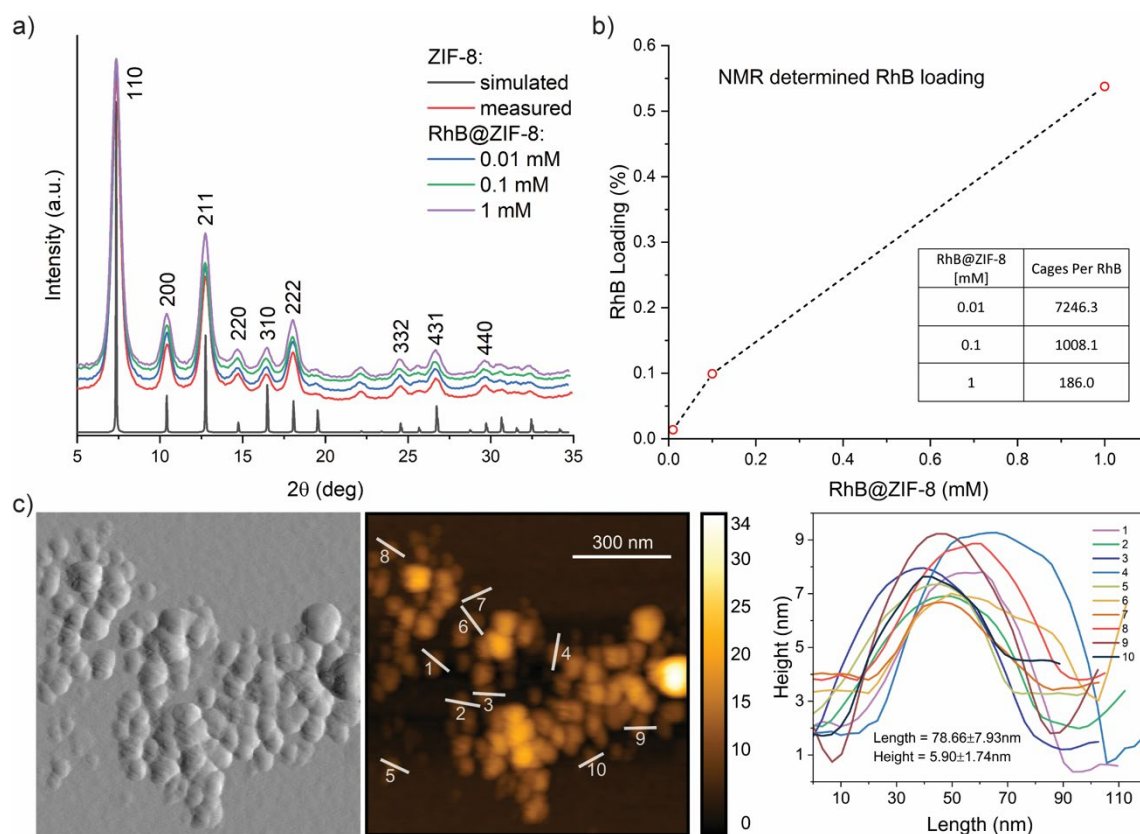 a)
ZIF-8:
simulated
measured
RhB@ZIF-8:
0.01 mM
0.1 mM
1 mM
110
200
211
220
310
222
332
431
440
Intensity (a.u.)
5 10 15 20 25 30 35
2θ (deg)
b)
NMR determined RhB loading
RhB Loading (%)
0.6
0.5
0.4
0.3
0.2
0.1
0.0
RhB@ZIF-8 [mM] Cages Per RhB
0.01 7246.3
0.1 1008.1
1 186.0
0.0 0.2 0.4 0.6 0.8 1.0
RhB@ZIF-8 (mM)
c)
300 nm
8
7
6
1
4
2
3
5
9
10
34
30
25
20
15
10
0
Height (nm)
9
7
5
3
1
1
2
3
4
5
6
7
8
9
10
Length = 78.66±7.93nm
Height = 5.90±1.74nm
10 30 50 70 90 110
Length (nm)